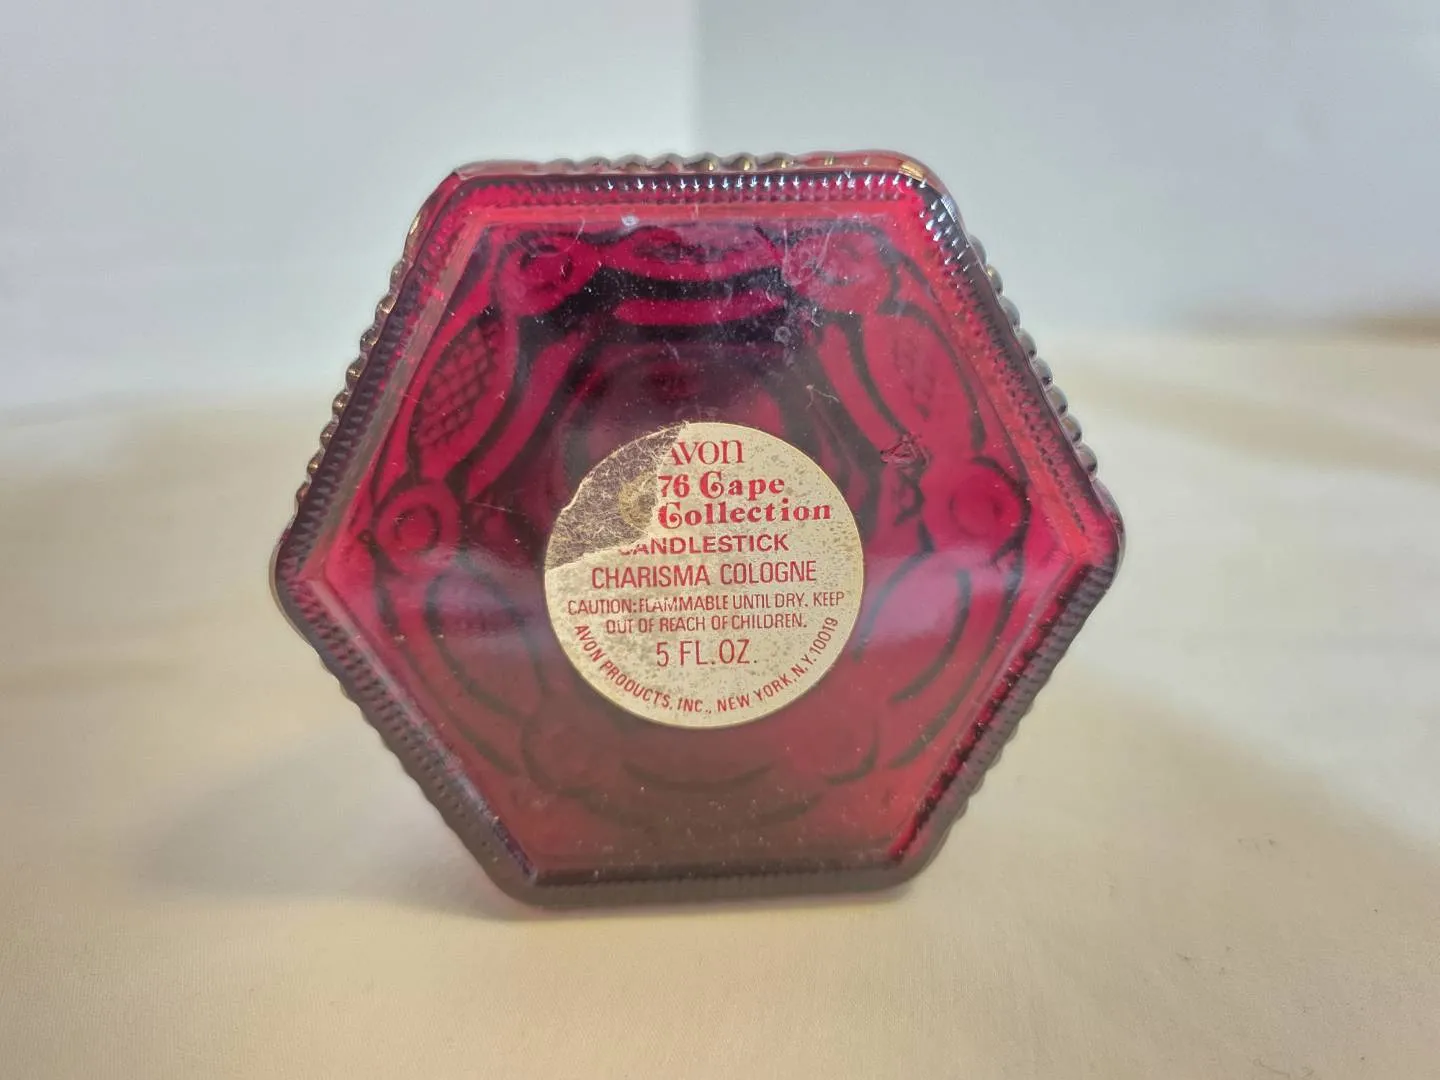 AVON
76 Cape
Collection
CANDLESTICK
CHARISMA COLOGNE
CAUTION: FLAMMABLE UNTIL DRY. KEEP
OUT OF REACH OF CHILDREN.
5 FL.OZ.
AVON PRODUCTS, INC., NEW YORK, N.Y. 10019